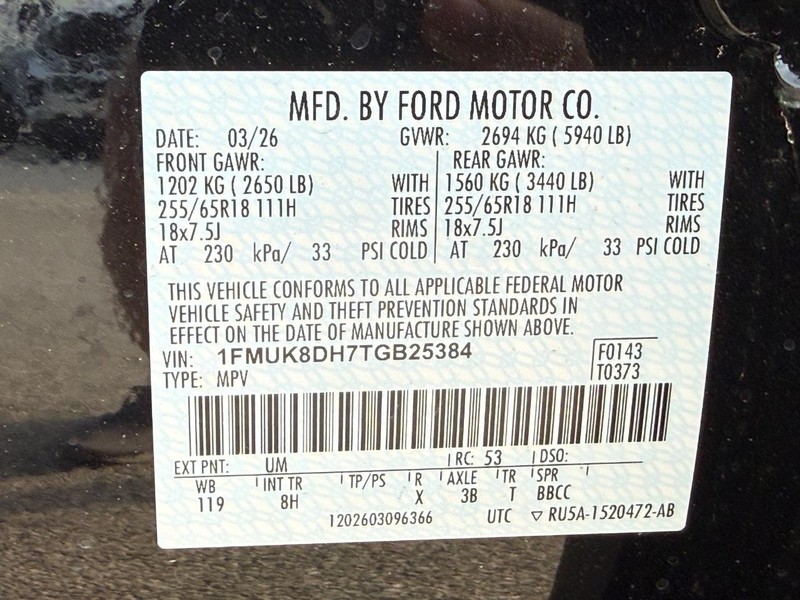 MFD. BY FORD MOTOR CO.
DATE: 03/26 GVWR: 2694 KG ( 5940 LB)
FRONT GAWR: REAR GAWR:
1202 KG ( 2650 LB) WITH 1560 KG ( 3440 LB) WITH
255/65R18 111H TIRES 255/65R18 111H TIRES
18x7.5J RIMS 18x7.5J RIMS
AT 230 kPa/ 33 PSI COLD AT 230 kPa/ 33 PSI COLD
THIS VEHICLE CONFORMS TO ALL APPLICABLE FEDERAL MOTOR
VEHICLE SAFETY AND THEFT PREVENTION STANDARDS IN
EFFECT ON THE DATE OF MANUFACTURE SHOWN ABOVE.
VIN: 1FMUK8DH7TGB25384 F0143
TYPE: MPV T0373
EXT PNT: UM RC: 53 DSO:
WB INT TR TP/PS R AXLE TR SPR
119 8H X 3B T BBCC
1202603096366 UTC ▽ RU5A-1520472-AB